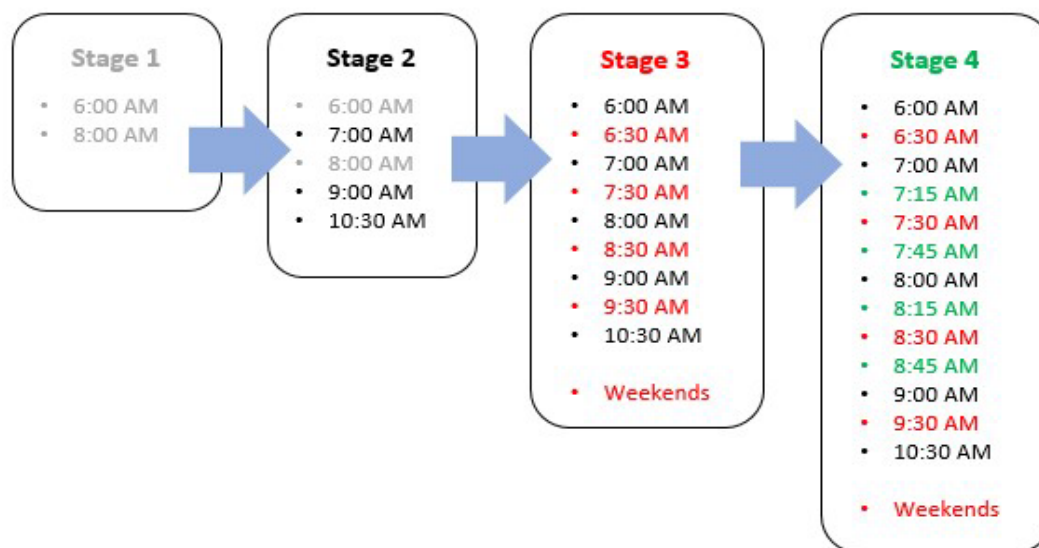 Stage 1
• 6:00 AM
• 8:00 AM
Stage 2
• 6:00 AM
• 7:00 AM
• 8:00 AM
• 9:00 AM
• 10:30 AM
Stage 3
• 6:00 AM
• 6:30 AM
• 7:00 AM
• 7:30 AM
• 8:00 AM
• 8:30 AM
• 9:00 AM
• 9:30 AM
• 10:30 AM
• Weekends
Stage 4
• 6:00 AM
• 6:30 AM
• 7:00 AM
• 7:15 AM
• 7:30 AM
• 7:45 AM
• 8:00 AM
• 8:15 AM
• 8:30 AM
• 8:45 AM
• 9:00 AM
• 9:30 AM
• 10:30 AM
• Weekends